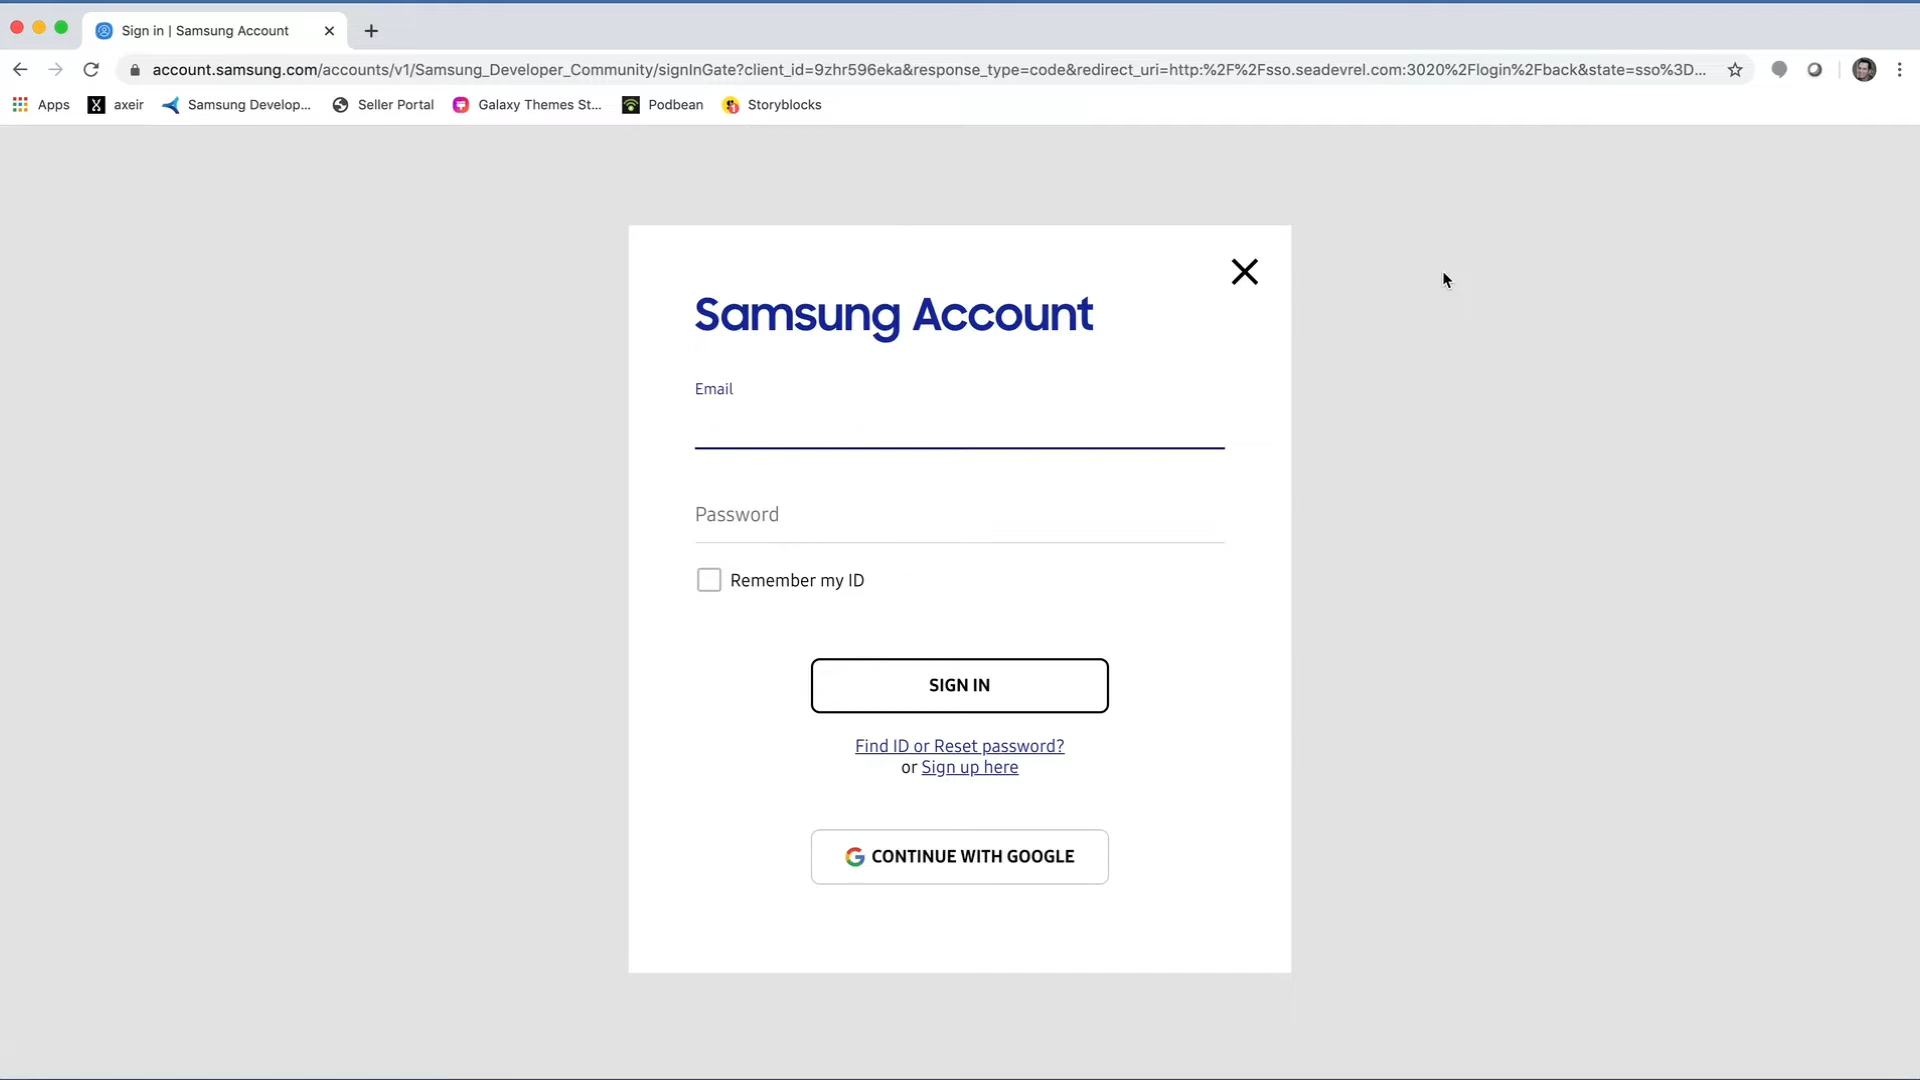 Sign in | Samsung Account
account.samsung.com/accounts/v1/Samsung_Developer_Community/signInGate?client_id=9zhr596eka&response_type=code&redirect_uri=http:%2F%2Fsso.seadevrel.com:3020%2Flogin%2Fback&state=sso%3D...
Apps axeir Samsung Develop... Seller Portal Galaxy Themes St... Podbean Storyblocks
Samsung Account
Email
Password
Remember my ID
SIGN IN
Find ID or Reset password?
or Sign up here
CONTINUE WITH GOOGLE